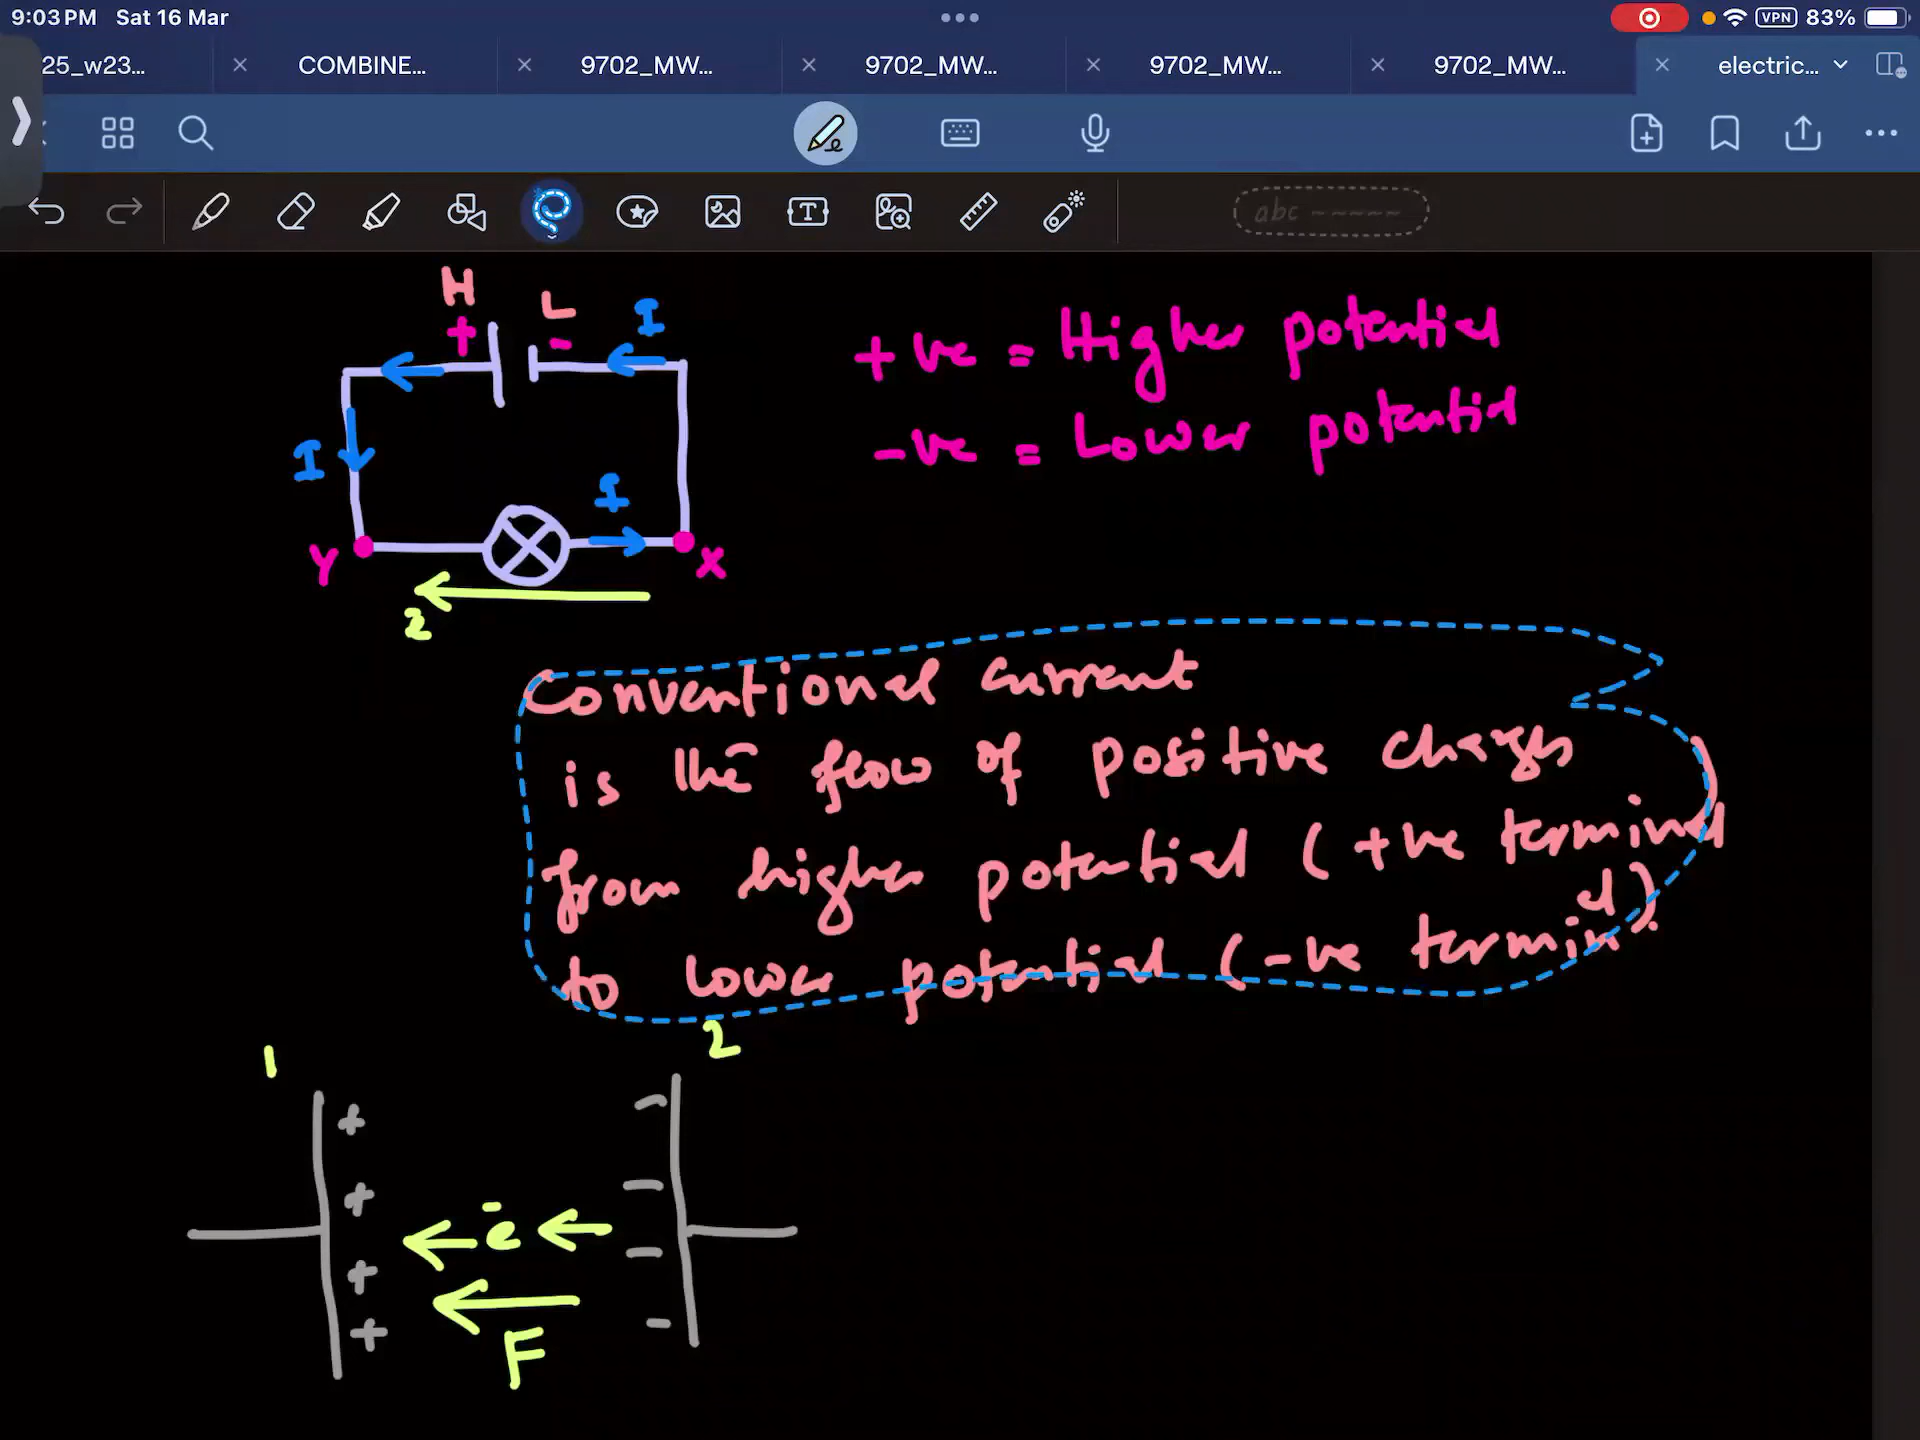 9:03 PM Sat 16 Mar
VPN 83%
25_w23...
COMBINE...
9702_MW...
9702_MW...
9702_MW...
9702_MW...
electric...
abc
H
L
+
-
I
I
I
Y
X
2
+ve = Higher potential
-ve = Lower potential
Conventional current
is the flow of positive charges
from higher potential (+ve terminal)
to lower potential (-ve terminal).
1
2
+ -
+ -
ē
+ -
F
+ -